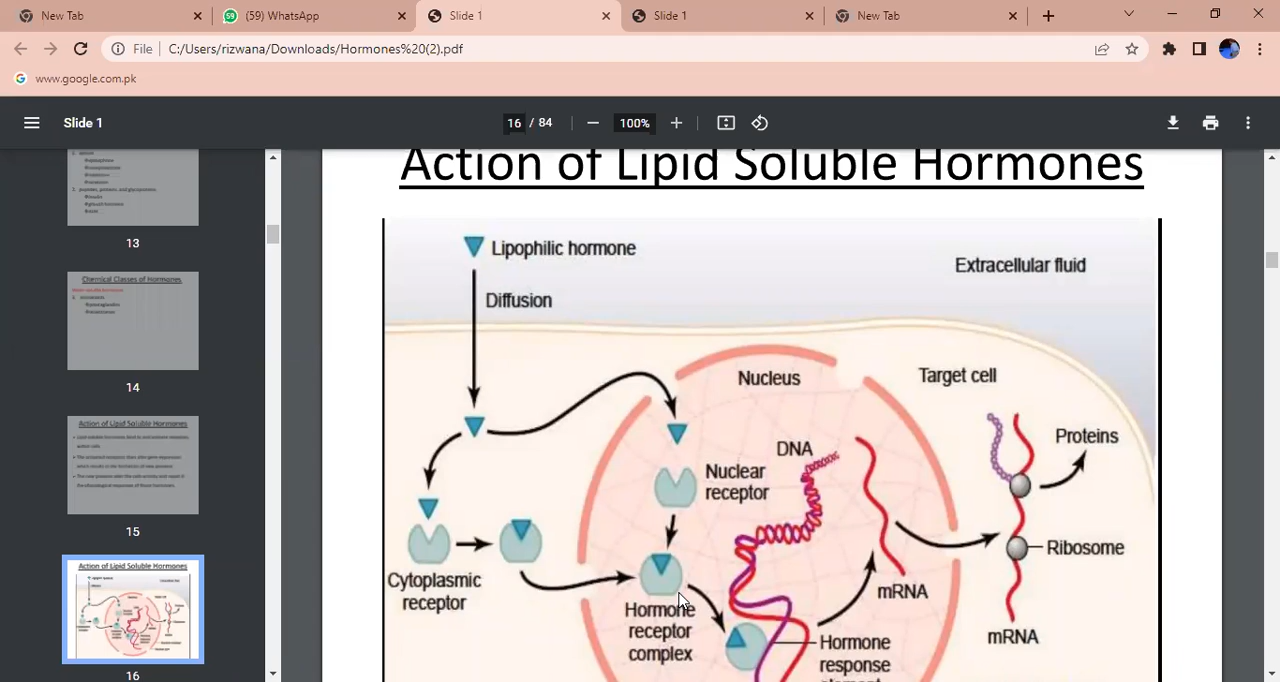 New Tab
(59) WhatsApp
Slide 1
Slide 1
New Tab
File
C:/Users/rizwana/Downloads/Hormones%20(2).pdf
www.google.com.pk
Slide 1
16 / 84
100%
13
Chemical Classes of Hormones
14
Action of Lipid Soluble Hormones
15
Action of Lipid Soluble Hormones
16
Action of Lipid Soluble Hormones
Lipophilic hormone
Extracellular fluid
Diffusion
Nucleus
Target cell
DNA
Proteins
Nuclear
receptor
Ribosome
Cytoplasmic
receptor
mRNA
Hormone
receptor
complex
mRNA
Hormone
response